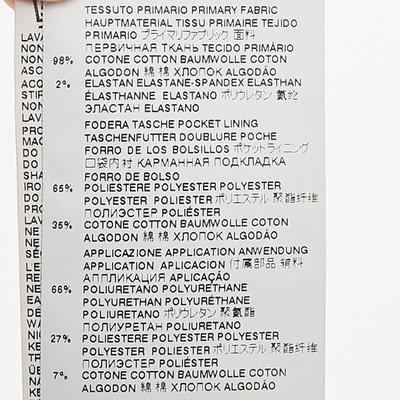 TESSUTO PRIMARIO PRIMARY FABRIC
HAUPTMATERIAL TISSU PRIMAIRE TEJIDO
PRIMARIO プライマリファブリック 面料
ПЕРВИЧНАЯ ТКАНЬ TECIDO PRIMÁRIO
98% COTONE COTTON BAUMWOLLE COTON
ALGODON 綿 棉 ХЛОПОК ALGODÃO
2% ELASTAN ELASTANE-SPANDEX ELASTHAN
ÉLASTHANNE ELASTANO ポリウレタン 氨纶
ЭЛАСТАН ELASTANO
FODERA TASCHE POCKET LINING
TASCHENFUTTER DOUBLURE POCHE
FORRO DE LOS BOLSILLOS ポケットライニング
口袋内衬 КАРМАННАЯ ПОДКЛАДКА
FORRO DE BOLSO
65% POLIESTERE POLYESTER POLYESTER
POLYESTER POLIESTER ポリエステル 聚酯纤维
ПОЛИЭСТЕР POLIÉSTER
35% COTONE COTTON BAUMWOLLE COTON
ALGODON 綿 棉 ХЛОПОК ALGODÃO
APPLICAZIONE APPLICATION ANWENDUNG
APPLICATION APLICACION 付属部品 辅料
АППЛИКАЦИЯ APLICAÇÃO
66% POLIURETANO POLYURETHANE
POLYURETHAN POLYURÉTHANE
POLIURETANO ポリウレタン 聚氨酯
ПОЛИУРЕТАН POLIURETANO
27% POLIESTERE POLYESTER POLYESTER
POLYESTER POLIESTER ポリエステル 聚酯纤维
ПОЛИЭСТЕР POLIÉSTER
7% COTONE COTTON BAUMWOLLE COTON
ALGODON 綿 棉 ХЛОПОК ALGODÃO